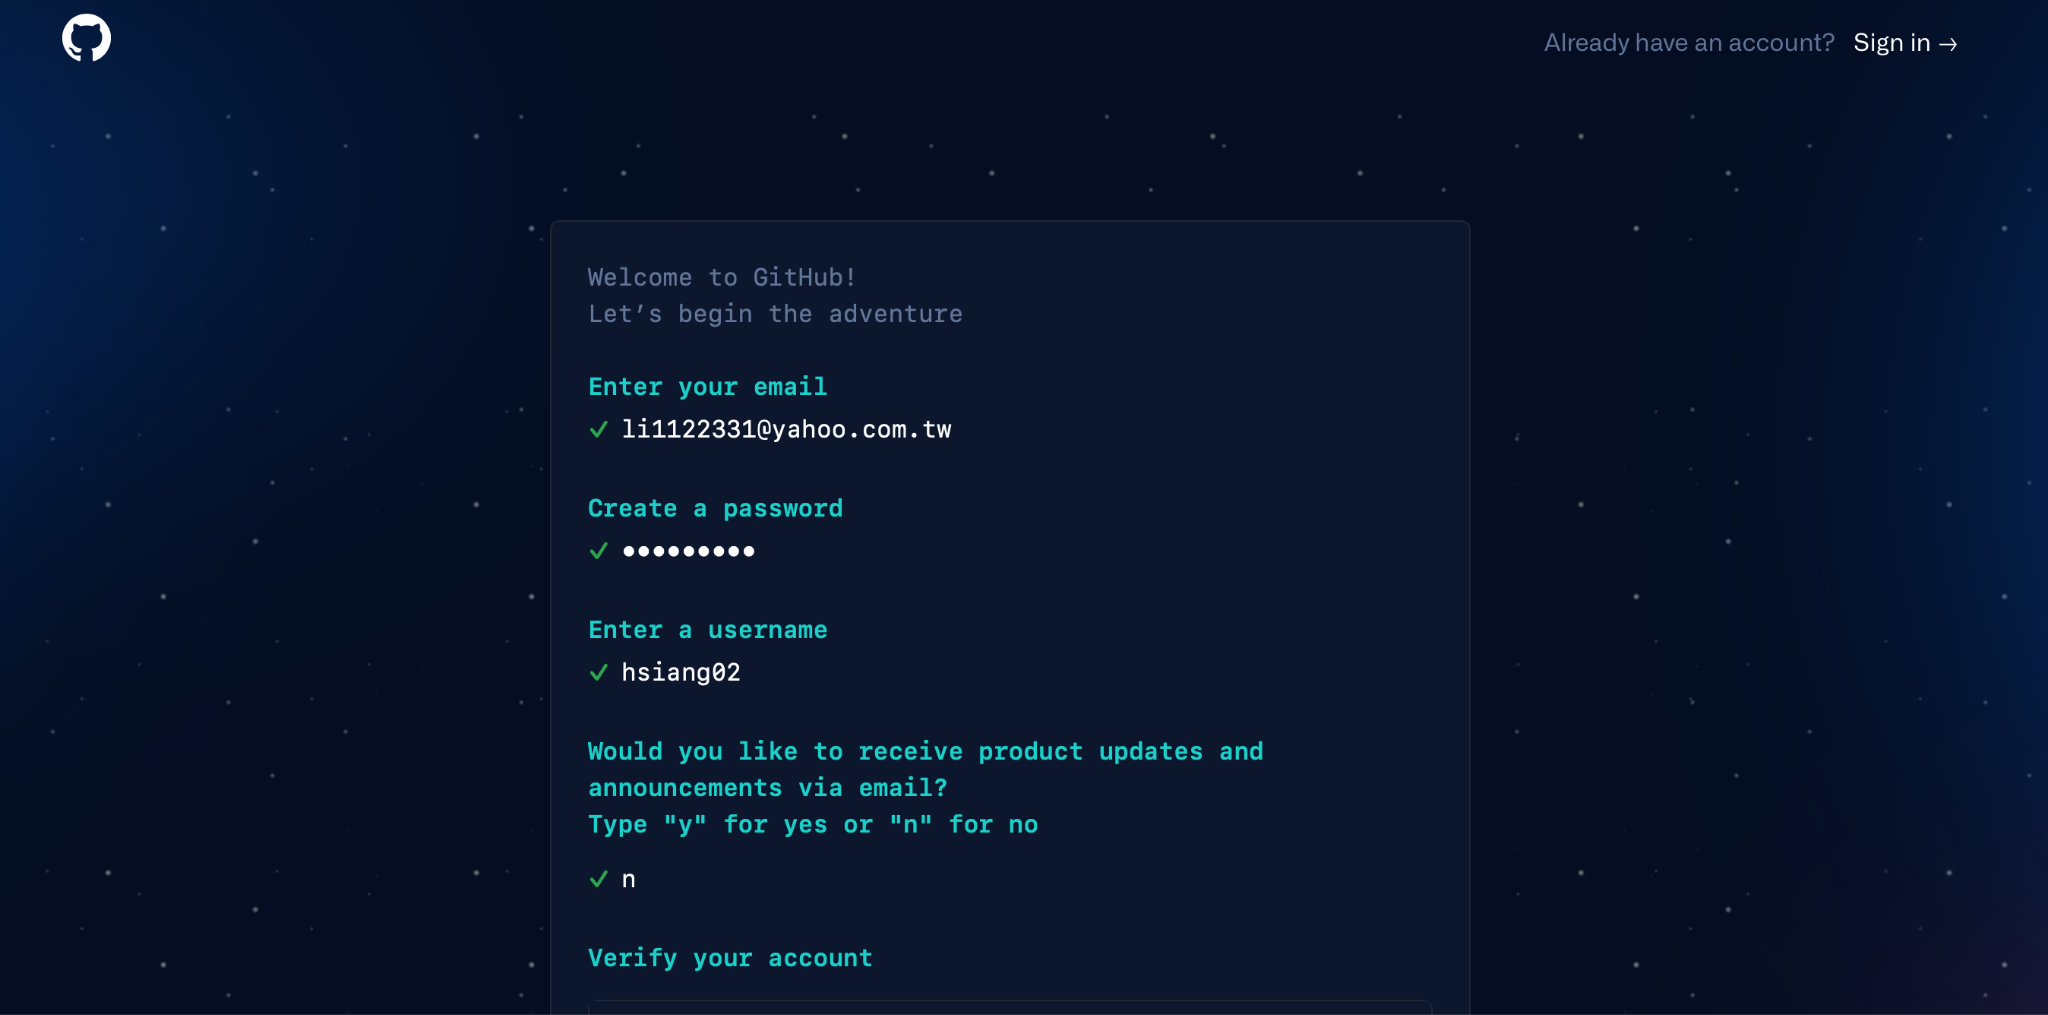 Already have an account? Sign in →
Welcome to GitHub!
Let’s begin the adventure
Enter your email
✓ li1122331@yahoo.com.tw
Create a password
✓ ●●●●●●●●●
Enter a username
✓ hsiang02
Would you like to receive product updates and
announcements via email?
Type "y" for yes or "n" for no
✓ n
Verify your account